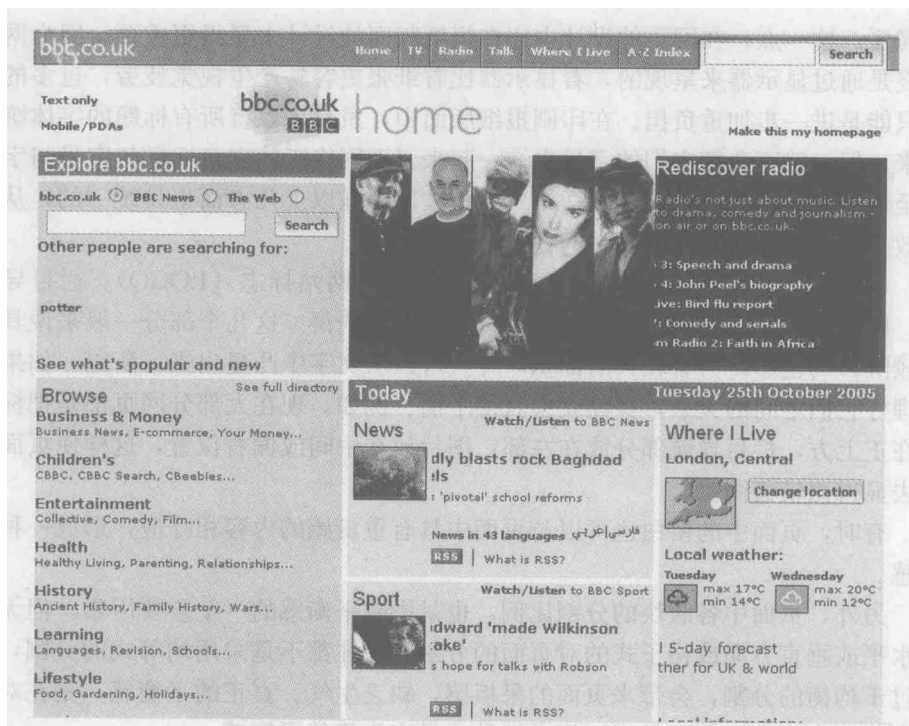 bbc.co.uk
Home TV Radio Talk Where I Live A-Z Index
Search
Text only
Mobile/PDAs
bbc.co.uk
BBC
home
Make this my homepage
Explore bbc.co.uk
bbc.co.uk BBC News The Web
Search
Other people are searching for:
potter
See what's popular and new
Rediscover radio
Radio's not just about music. Listen
to drama, comedy and journalism -
on air or on bbc.co.uk.
3: Speech and drama
4: John Peel's biography
Live: Bird flu report
: Comedy and serials
m Radio 2: Faith in Africa
See full directory
Browse
Business & Money
Business News, E-commerce, Your Money...
Children's
CBBC, CBBC Search, CBeebies...
Entertainment
Collective, Comedy, Film...
Health
Healthy Living, Parenting, Relationships...
History
Ancient History, Family History, Wars...
Learning
Languages, Revision, Schools...
Lifestyle
Food, Gardening, Holidays...
Today
Tuesday 25th October 2005
News
Watch/Listen to BBC News
dly blasts rock Baghdad
ls
: 'pivotal' school reforms
News in 43 languages
RSS | What is RSS?
Sport
Watch/Listen to BBC Sport
dward 'made Wilkinson
ake'
s hope for talks with Robson
RSS | What is RSS?
Where I Live
London, Central
Change location
Local weather:
Tuesday
max 17°C
min 14°C
Wednesday
max 20°C
min 12°C
5-day forecast
ther for UK & world